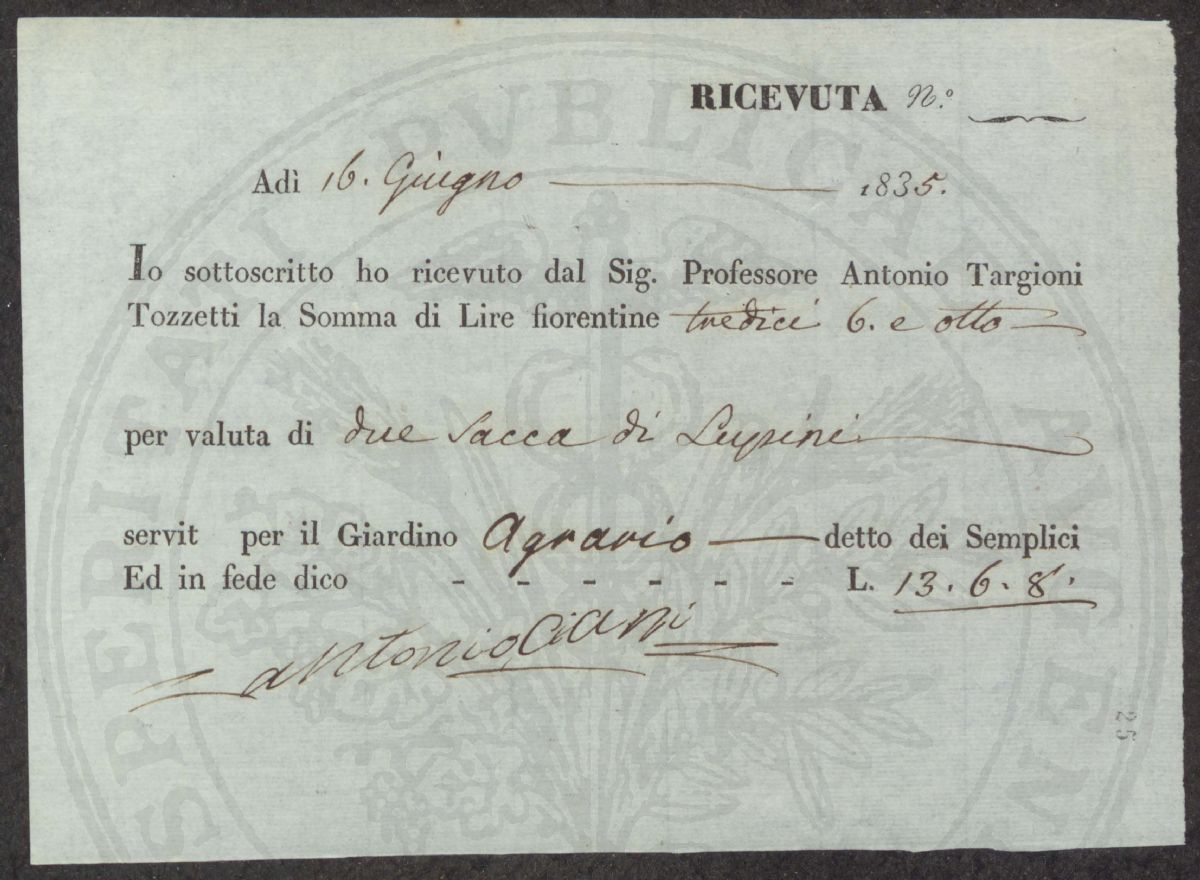 RICEVUTA N.º
Adì 16. Giugno 1835.
Io sottoscritto ho ricevuto dal Sig. Professore Antonio Targioni
Tozzetti la Somma di Lire fiorentine tredici 6. e otto
per valuta di due Sacca di Lupini
servit per il Giardino Agrario detto dei Semplici
Ed in fede dico - - - - - - L. 13. 6. 8.
Antonio Ciani
25